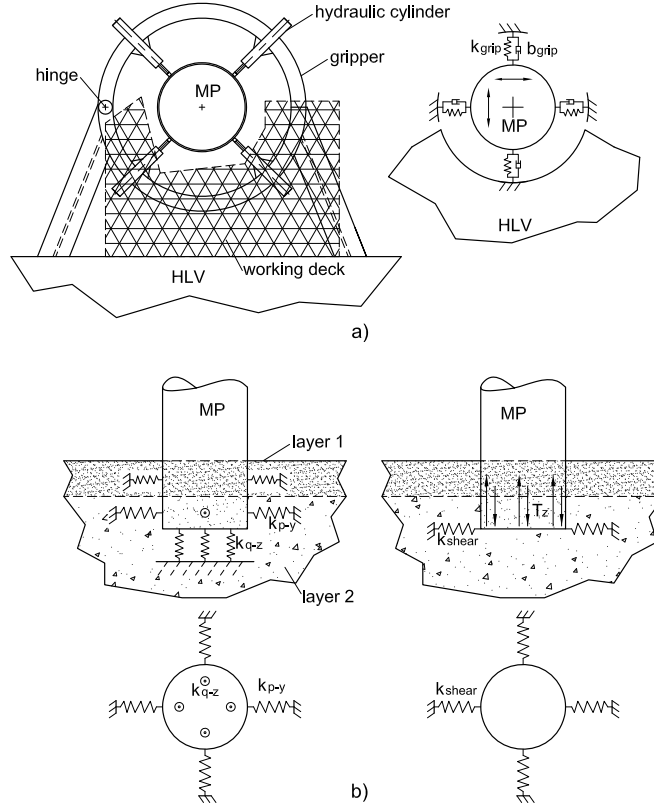 hydraulic cylinder
gripper
MP
hinge
HLV
working deck
kgrip
bgrip
MP
HLV
a)
MP
layer 1
kp-y
kq-z
layer 2
MP
Tz
kshear
kq-z
kp-y
kshear
b)